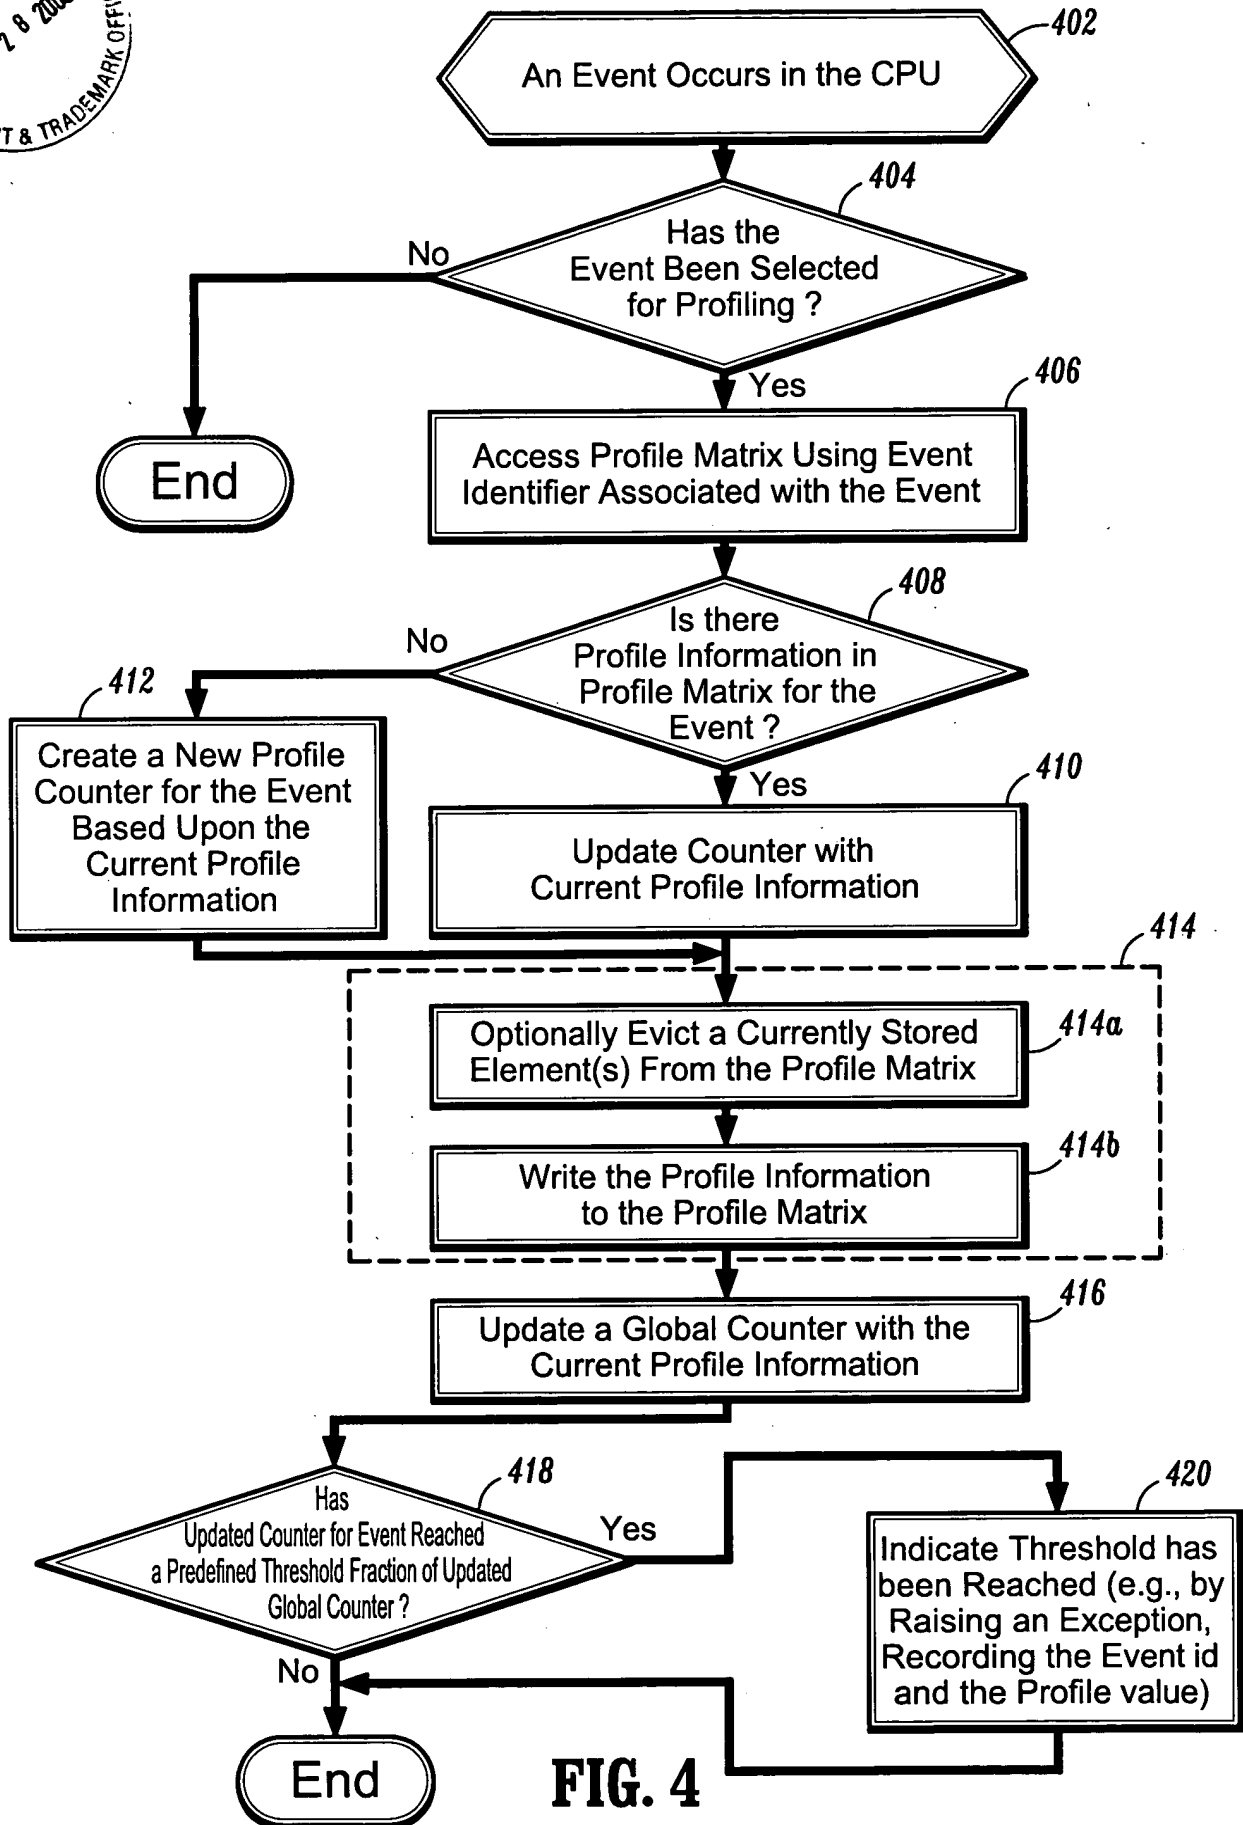 2 8 200
T & TRADEMARK OFFI
402
An Event Occurs in the CPU
404
Has the
Event Been Selected
for Profiling ?
No
Yes
End
406
Access Profile Matrix Using Event
Identifier Associated with the Event
408
Is there
Profile Information in
Profile Matrix for the
Event ?
No
Yes
412
Create a New Profile
Counter for the Event
Based Upon the
Current Profile
Information
410
Update Counter with
Current Profile Information
414
414a
Optionally Evict a Currently Stored
Element(s) From the Profile Matrix
414b
Write the Profile Information
to the Profile Matrix
416
Update a Global Counter with the
Current Profile Information
418
Has
Updated Counter for Event Reached
a Predefined Threshold Fraction of Updated
Global Counter ?
Yes
No
420
Indicate Threshold has
been Reached (e.g., by
Raising an Exception,
Recording the Event id
and the Profile value)
End
FIG. 4